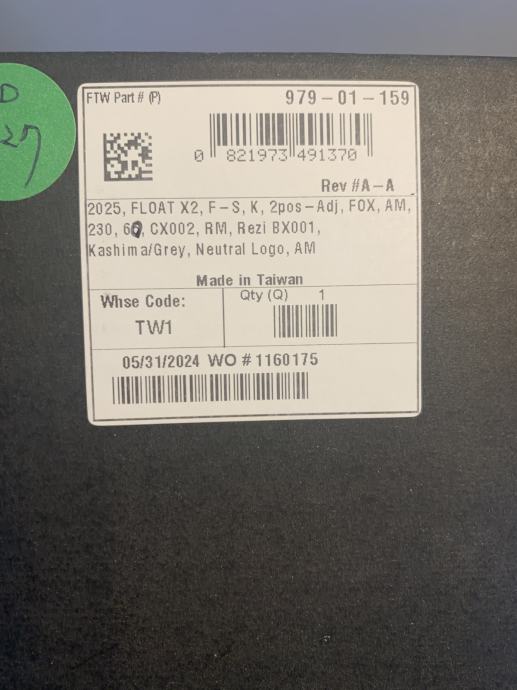 D
27
FTW Part # (P)
979-01-159
0 821973 491370
Rev #A-A
2025, FLOAT X2, F-S, K, 2pos-Adj, FOX, AM,
230, 60, CX002, RM, Rezi BX001,
Kashima/Grey, Neutral Logo, AM
Made in Taiwan
Whse Code:
TW1
Qty (Q) 1
05/31/2024 WO #1160175